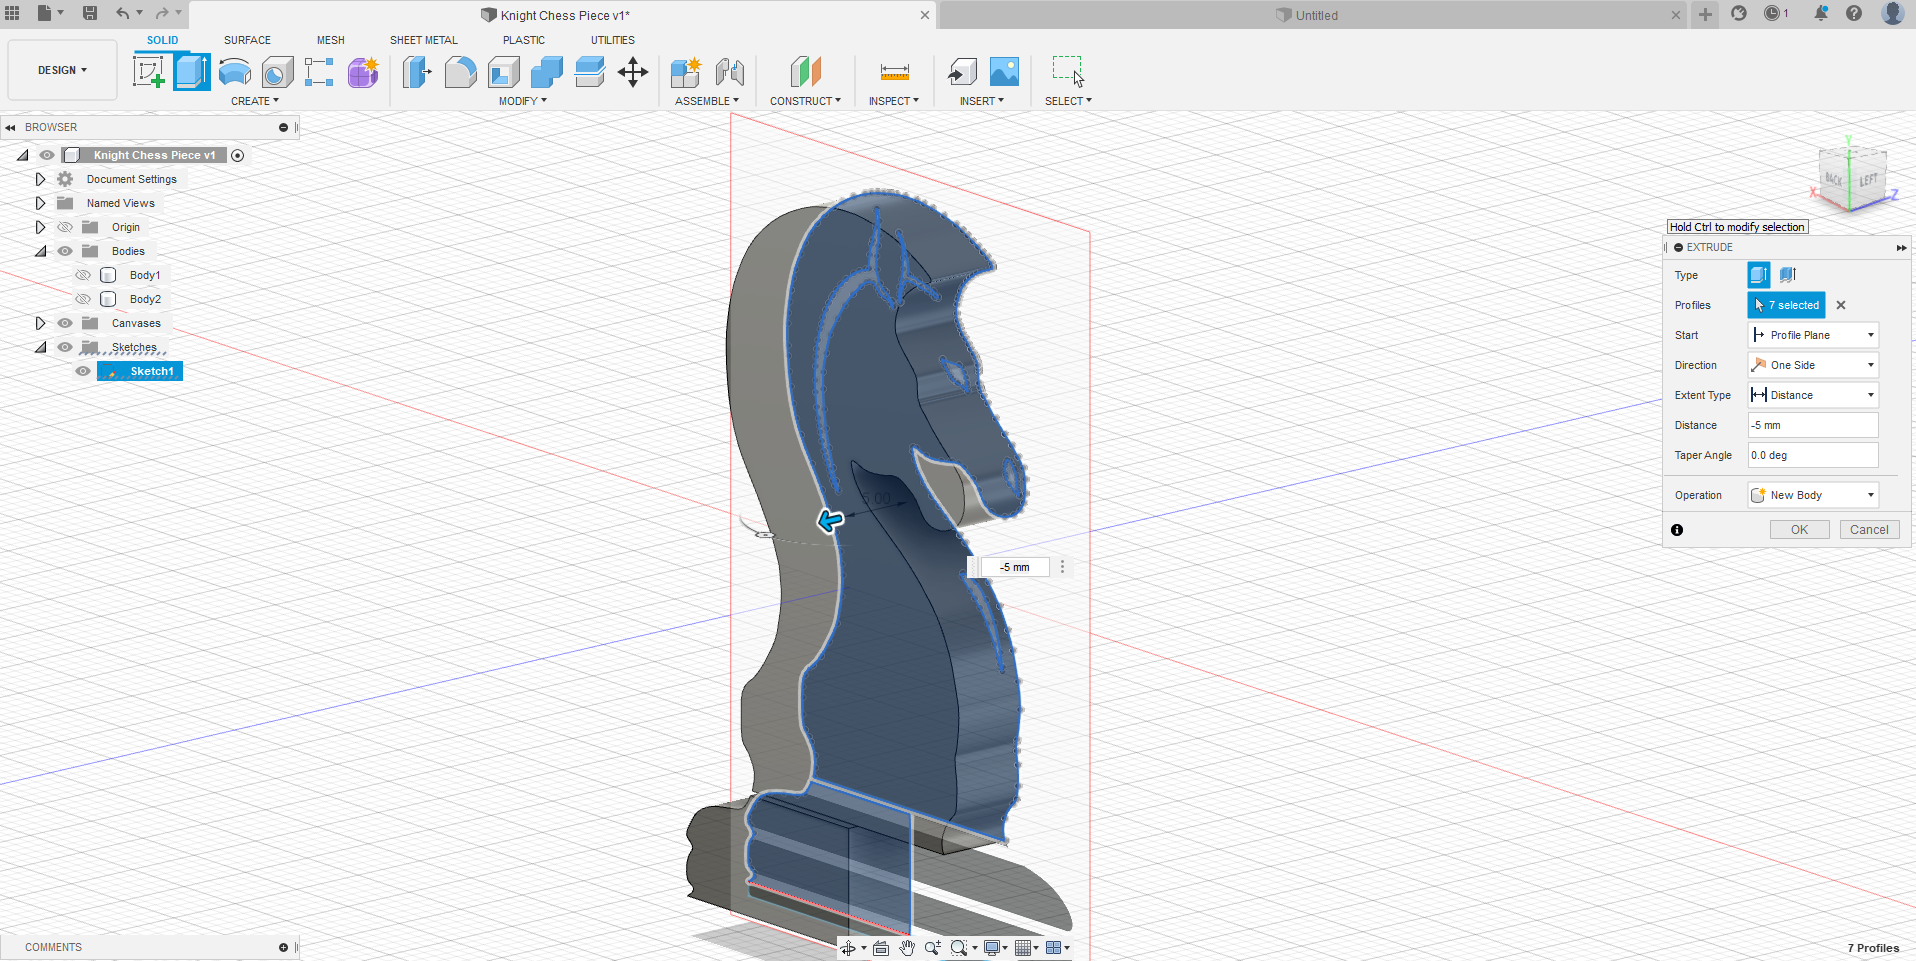 Knight Chess Piece v1*
Untitled
1
SOLID
SURFACE
MESH
SHEET METAL
PLASTIC
UTILITIES
DESIGN
CREATE
MODIFY
ASSEMBLE
CONSTRUCT
INSPECT
INSERT
SELECT
BROWSER
Knight Chess Piece v1
Document Settings
Named Views
Origin
Bodies
Body1
Body2
Canvases
Sketches
Sketch1
Y
X
Z
BACK
LEFT
Hold Ctrl to modify selection
EXTRUDE
Type
Profiles
7 selected
Start
Profile Plane
Direction
One Side
Extent Type
Distance
Distance
-5 mm
Taper Angle
0.0 deg
Operation
New Body
OK
Cancel
5.00
-5 mm
COMMENTS
7 Profiles